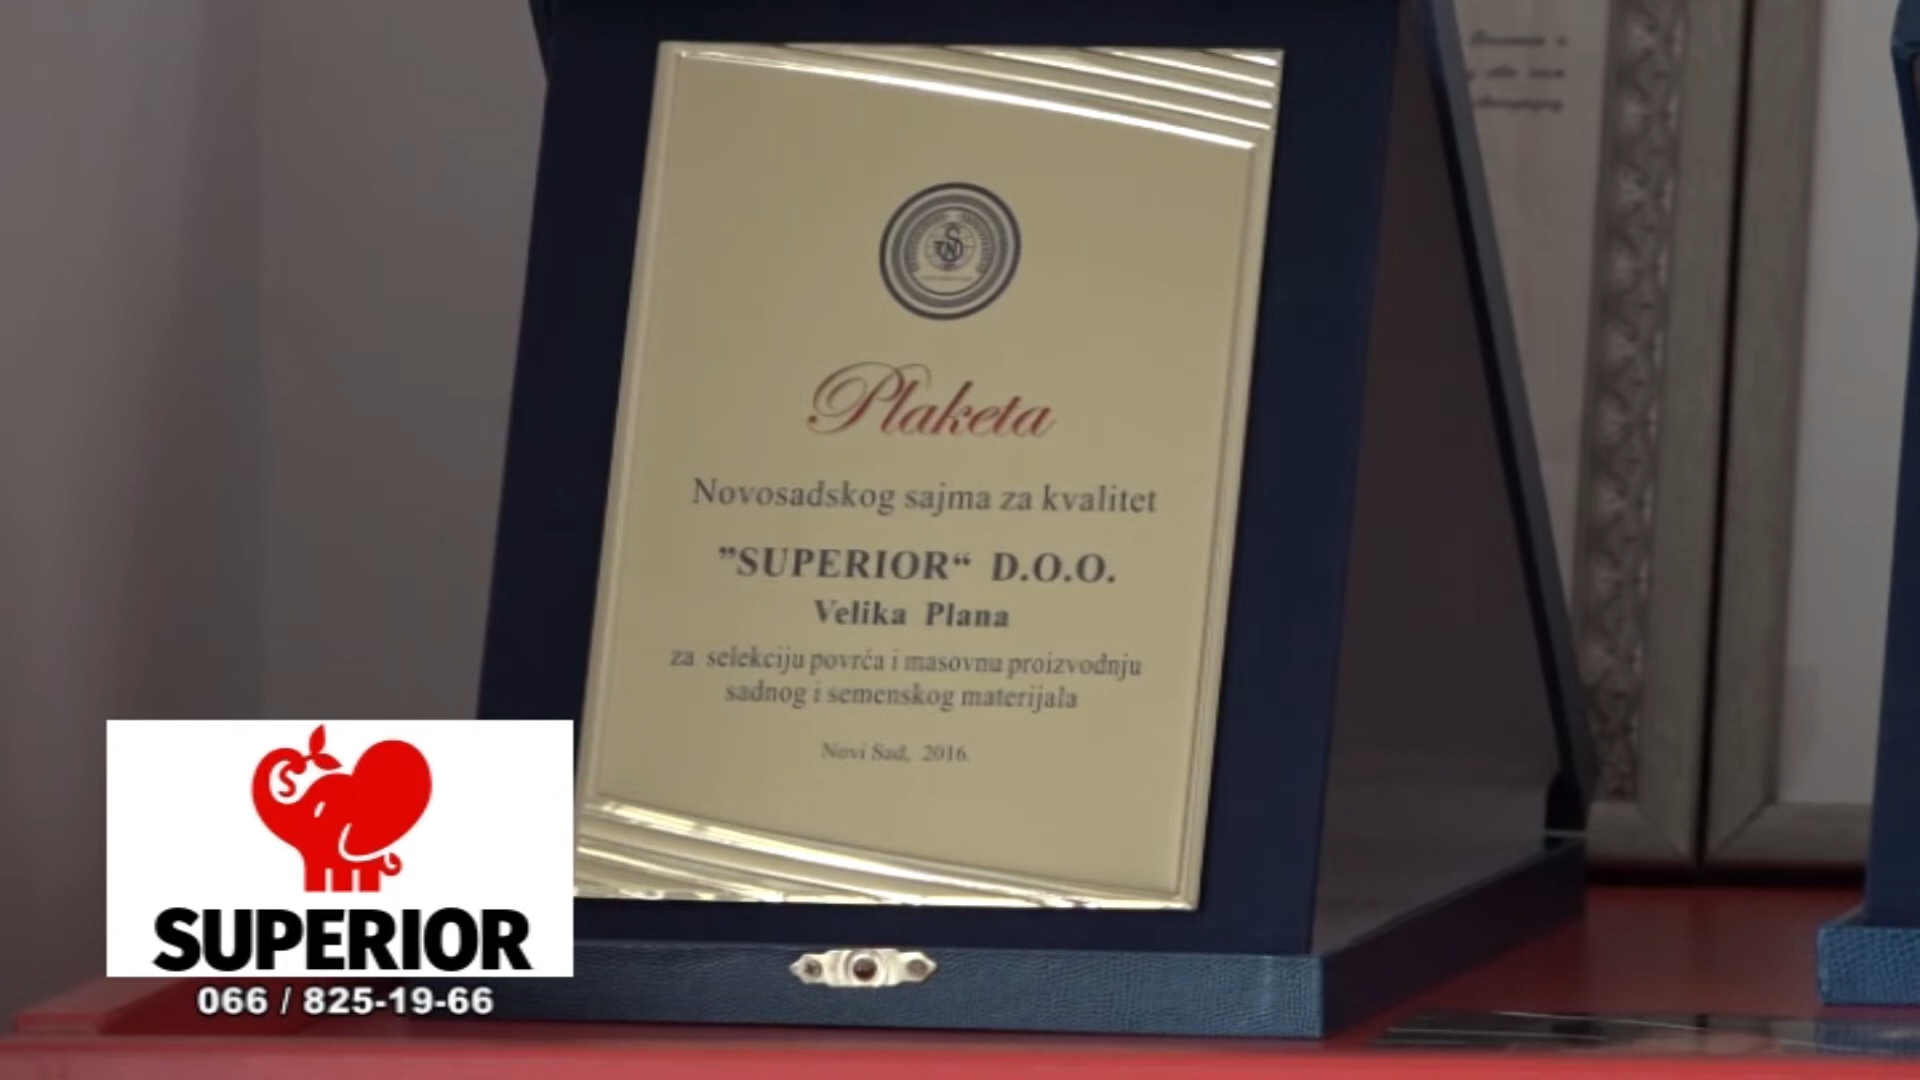 Plaketa
Novosadskog sajma za kvalitet
”SUPERIOR“ D.O.O.
Velika Plana
za selekciju povrća i masovnu proizvodnju
sadnog i semenskog materijala
Novi Sad, 2016.
SUPERIOR
066 / 825-19-66